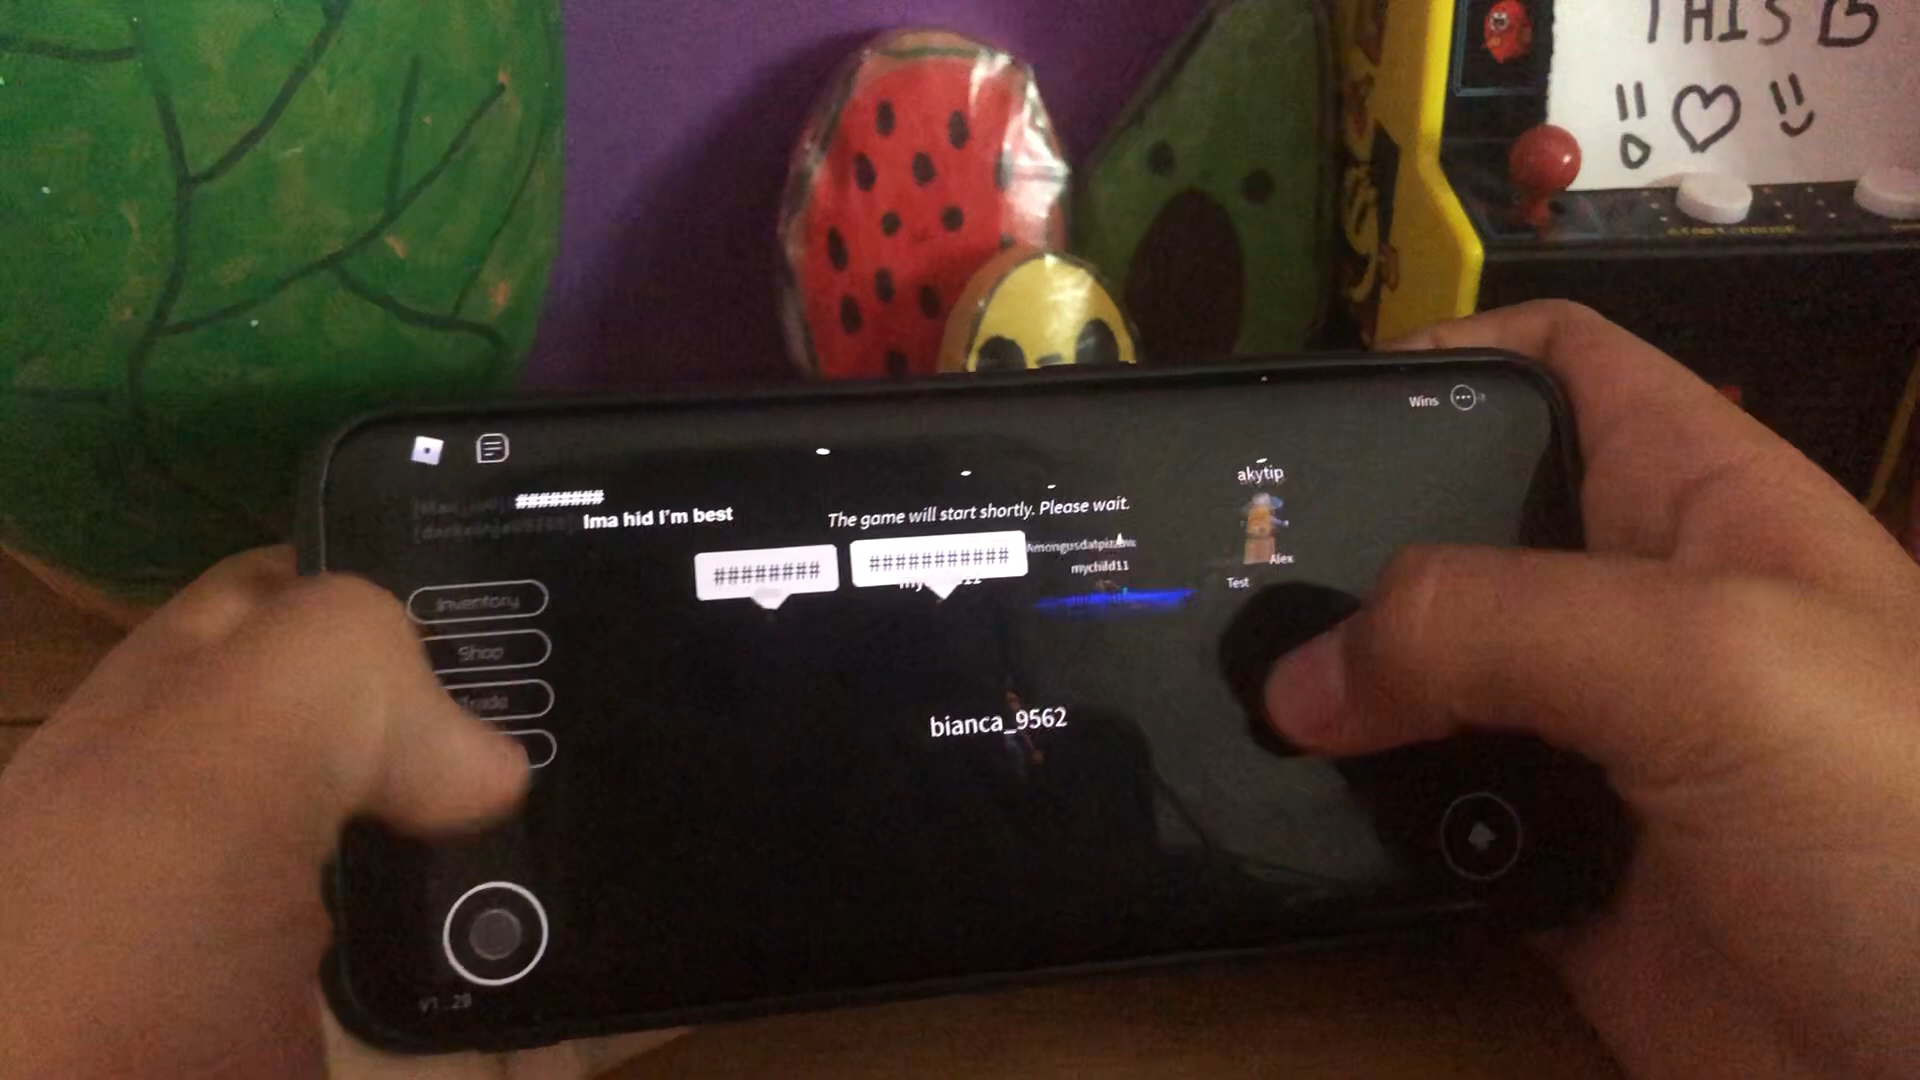 THIS
Wins
akytip
########
Ima hid I'm best
The game will start shortly. Please wait.
########
###########
mychild11
Alex
Test
Inventory
Shop
Trade
bianca_9562